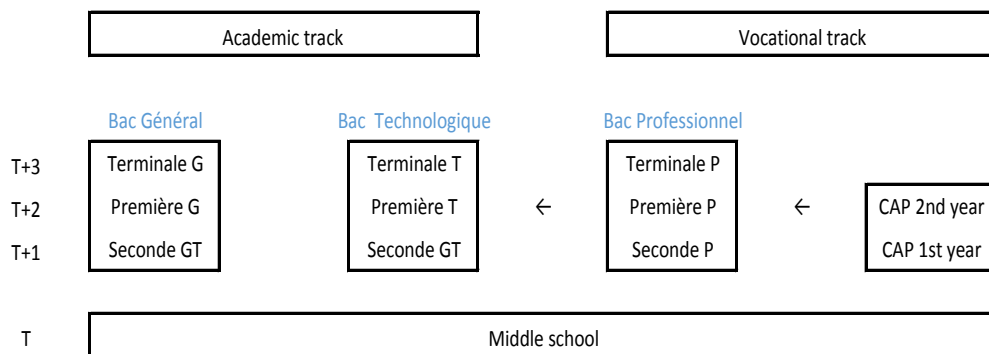 Academic track Vocational track
Bac Général Bac Technologique Bac Professionnel
T+3 Terminale G Terminale T Terminale P
T+2 Première G Première T ← Première P ← CAP 2nd year
T+1 Seconde GT Seconde GT Seconde P CAP 1st year
T Middle school